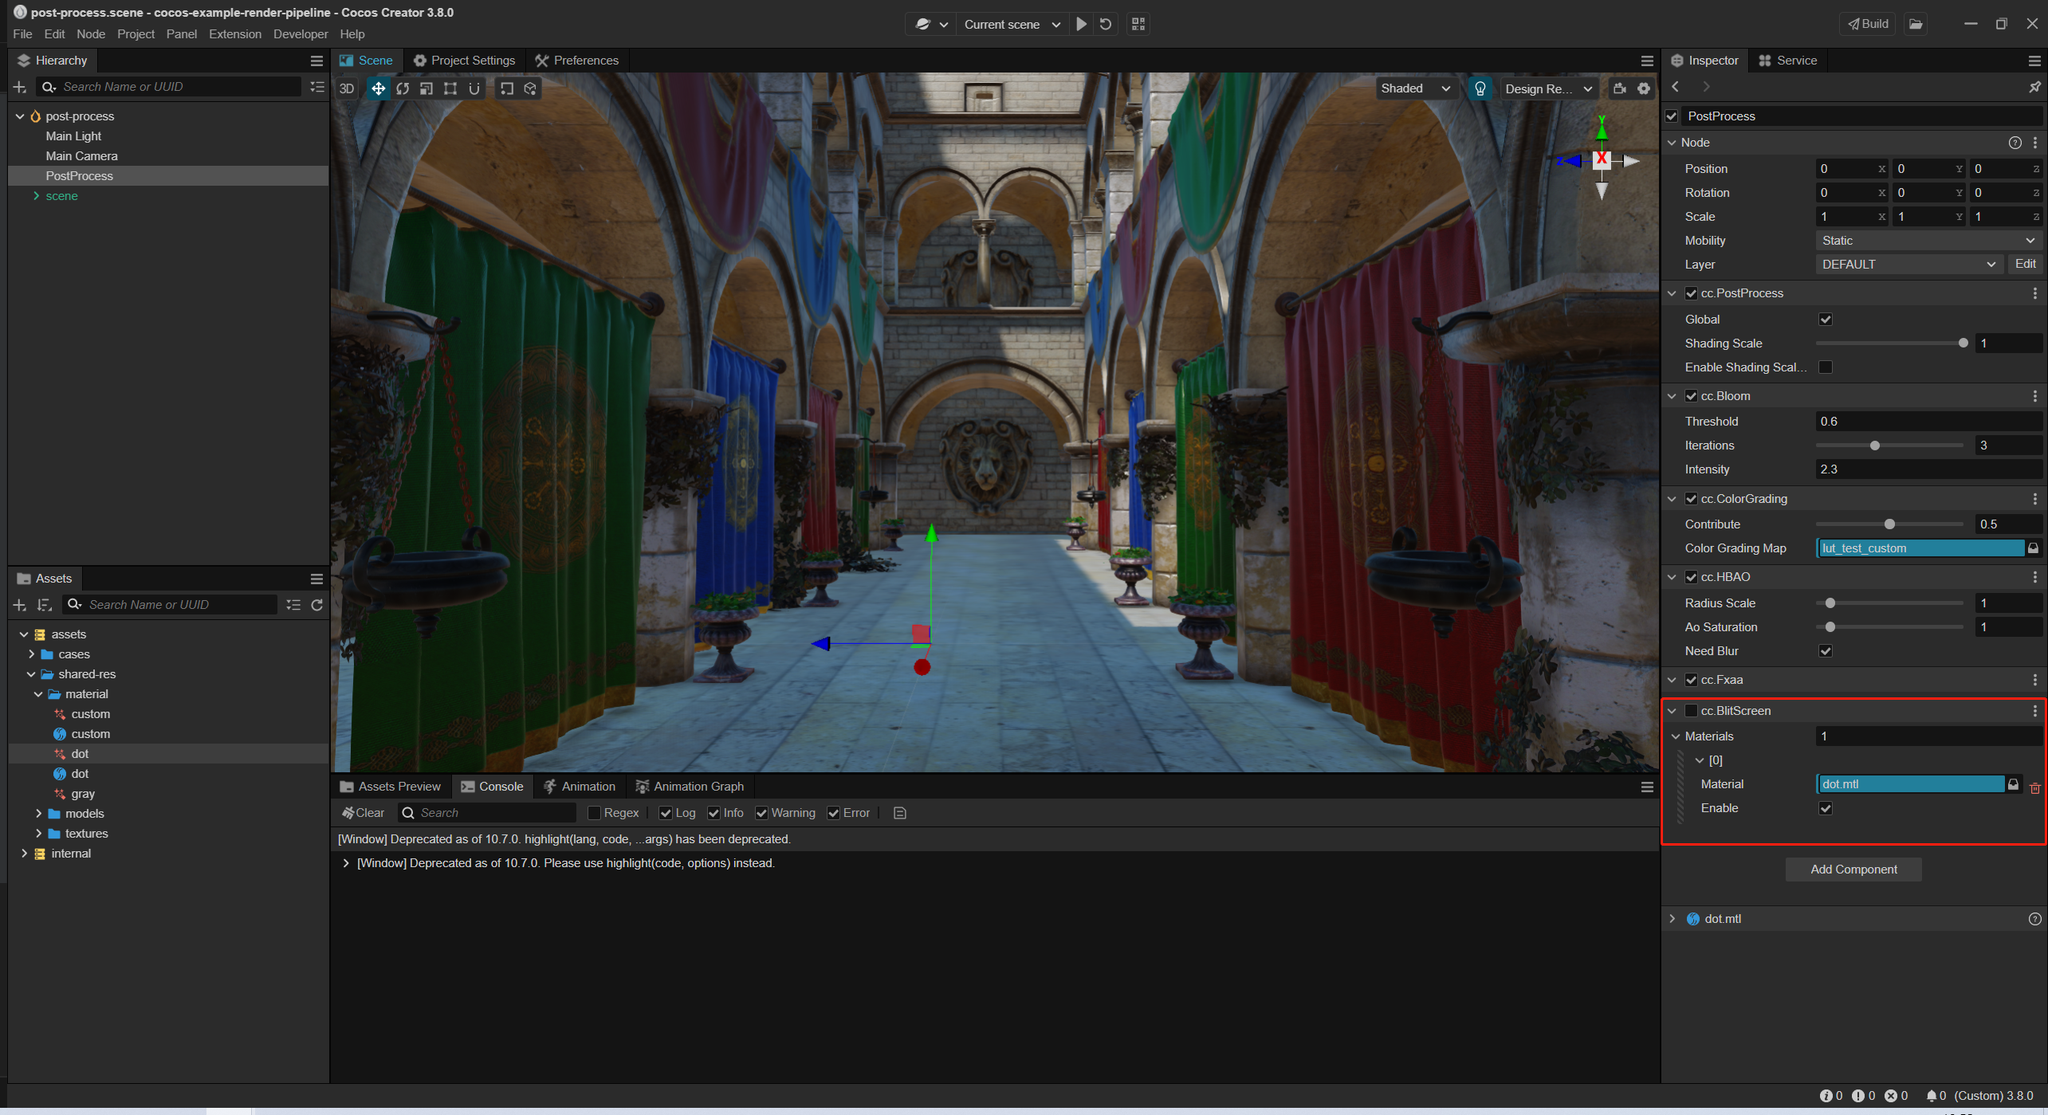 post-process.scene - cocos-example-render-pipeline - Cocos Creator 3.8.0
File Edit Node Project Panel Extension Developer Help
Current scene
Build
Hierarchy
Search Name or UUID
post-process
Main Light
Main Camera
PostProcess
scene
Assets
Search Name or UUID
assets
cases
shared-res
material
custom
custom
dot
dot
gray
models
textures
internal
Scene Project Settings Preferences
3D
Shaded
Design Re...
Y
Z
X
Assets Preview Console Animation Animation Graph
Clear Search Regex Log Info Warning Error
[Window] Deprecated as of 10.7.0. highlight(lang, code, ...args) has been deprecated.
[Window] Deprecated as of 10.7.0. Please use highlight(code, options) instead.
Inspector Service
PostProcess
Node
Position 0 X 0 Y 0 Z
Rotation 0 X 0 Y 0 Z
Scale 1 X 1 Y 1 Z
Mobility Static
Layer DEFAULT Edit
cc.PostProcess
Global
Shading Scale 1
Enable Shading Scal...
cc.Bloom
Threshold 0.6
Iterations 3
Intensity 2.3
cc.ColorGrading
Contribute 0.5
Color Grading Map lut_test_custom
cc.HBAO
Radius Scale 1
Ao Saturation 1
Need Blur
cc.Fxaa
cc.BlitScreen
Materials 1
[0]
Material dot.mtl
Enable
Add Component
dot.mtl
0 0 0 0 (Custom) 3.8.0